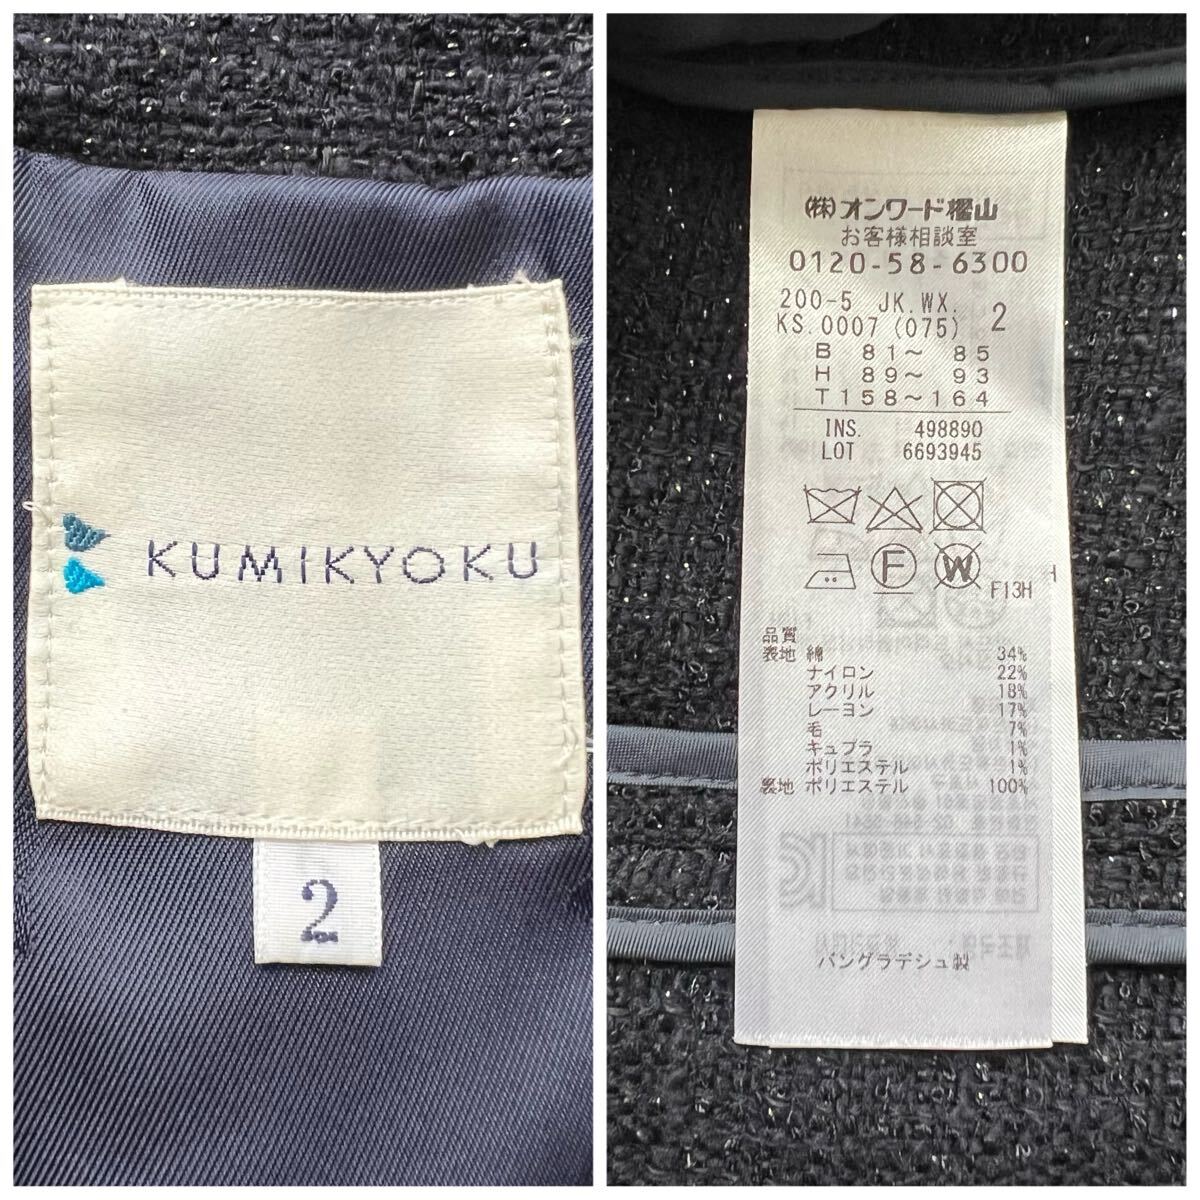 KUMIKYOKU
2
(株)オンワード樫山
お客様相談室
0120-58-6300
200-5 JK.WX. 2
KS.0007(075)
B 81～ 85
H 89～ 93
T158～164
INS. 498890
LOT 6693945
F
W
F13H
品質
表地 綿 34%
ナイロン 22%
アクリル 18%
レーヨン 17%
毛 7%
キュプラ 1%
ポリエステル 1%
裏地 ポリエステル 100%
バングラデシュ製